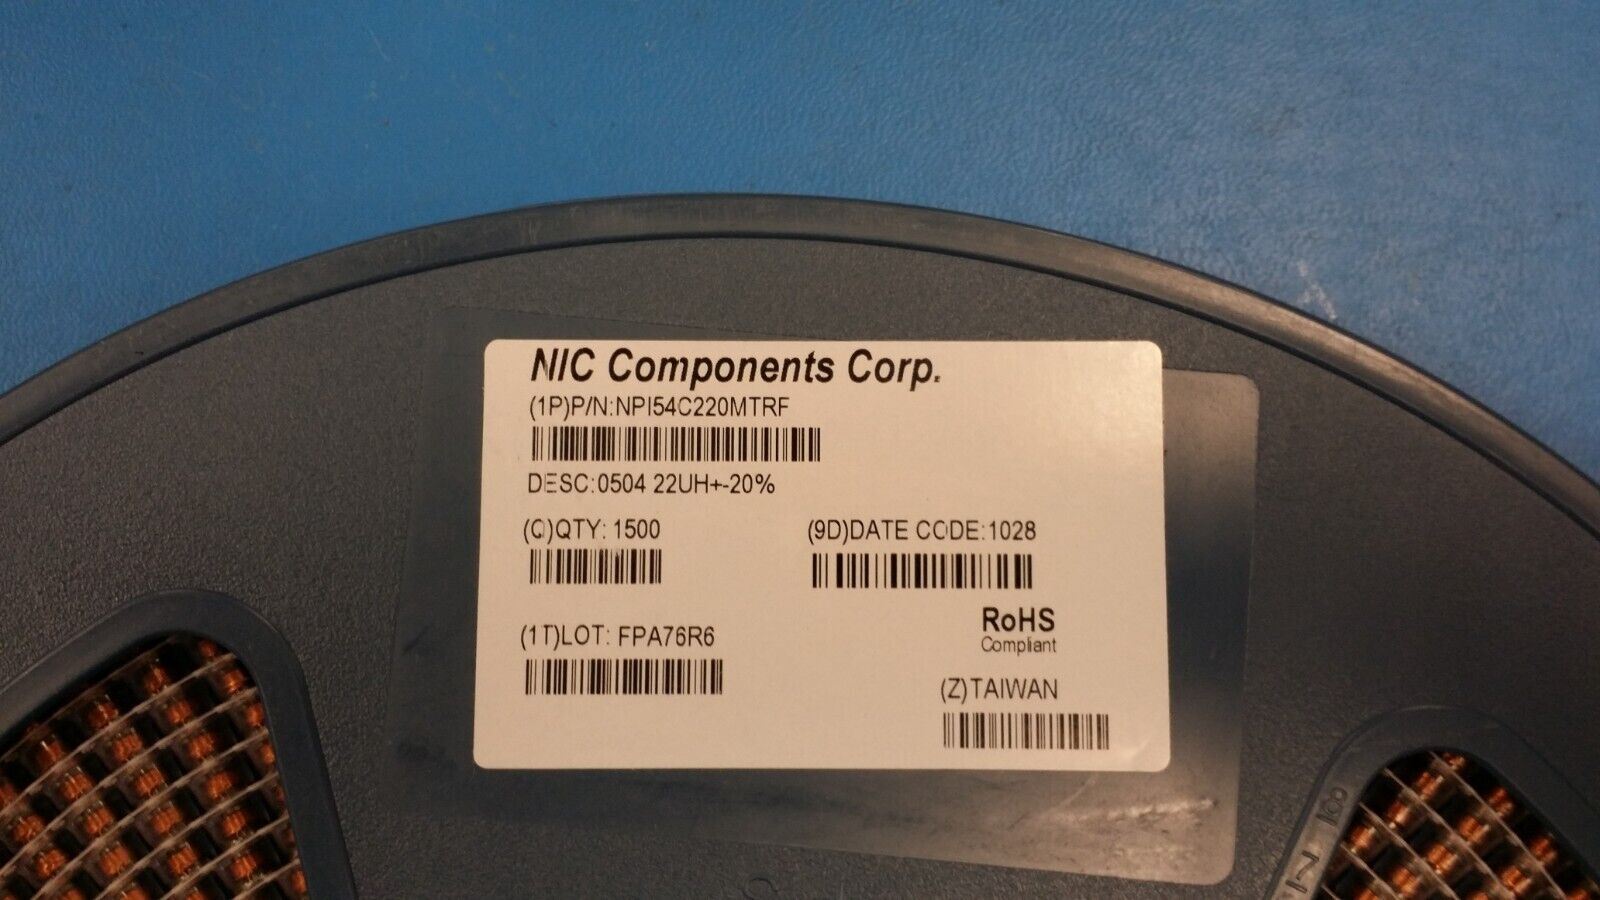 NIC Components Corp.
(1P)P/N:NPI54C220MTRF
DESC:0504 22UH+-20%
(Q)QTY: 1500
(9D)DATE CODE:1028
(1T)LOT: FPA76R6
RoHS
Compliant
(Z)TAIWAN